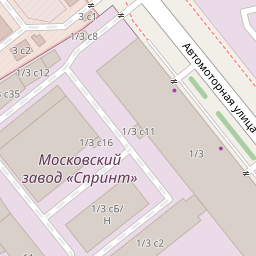 3 с1
1/3 с8
3 с2
Автомоторная улица
1/3 с12
3 с35
1/3 с11
1/3 с16
1/3
Московский
завод «Спринт»
1/3 сБ/
Н
1/3 с2